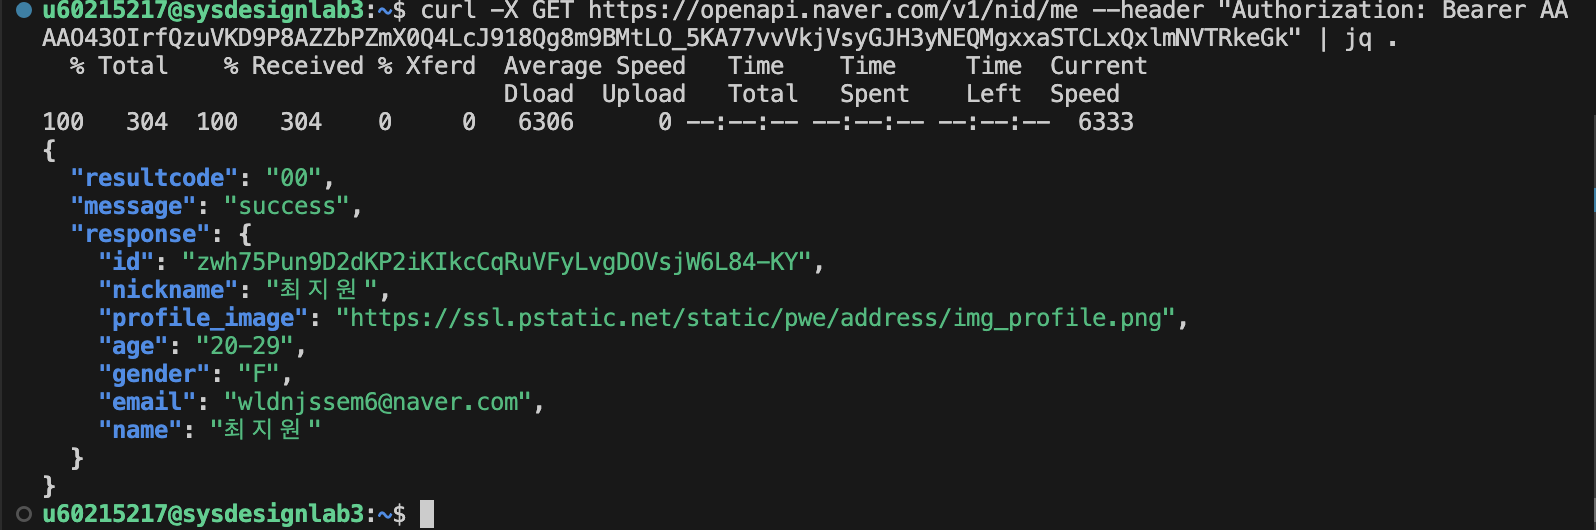 u60215217@sysdesignlab3:~$ curl -X GET https://openapi.naver.com/v1/nid/me --header "Authorization: Bearer AA
AAO43OIrfQzuVKD9P8AZZbPZmX0Q4LcJ918Qg8m9BMtLO_5KA77vvVkjVsyGJH3yNEQMgxxaSTCLxQxlmNVTRkeGk" | jq .
  % Total    % Received % Xferd  Average Speed   Time    Time     Time  Current
                                 Dload  Upload   Total   Spent    Left  Speed
100   304  100   304    0     0   6306      0 --:--:-- --:--:-- --:--:--  6333
{
  "resultcode": "00",
  "message": "success",
  "response": {
    "id": "zwh75Pun9D2dKP2iKIkcCqRuVFyLvgDOVsjW6L84-KY",
    "nickname": "최지원",
    "profile_image": "https://ssl.pstatic.net/static/pwe/address/img_profile.png",
    "age": "20-29",
    "gender": "F",
    "email": "wldnjssem6@naver.com",
    "name": "최지원"
  }
}
u60215217@sysdesignlab3:~$